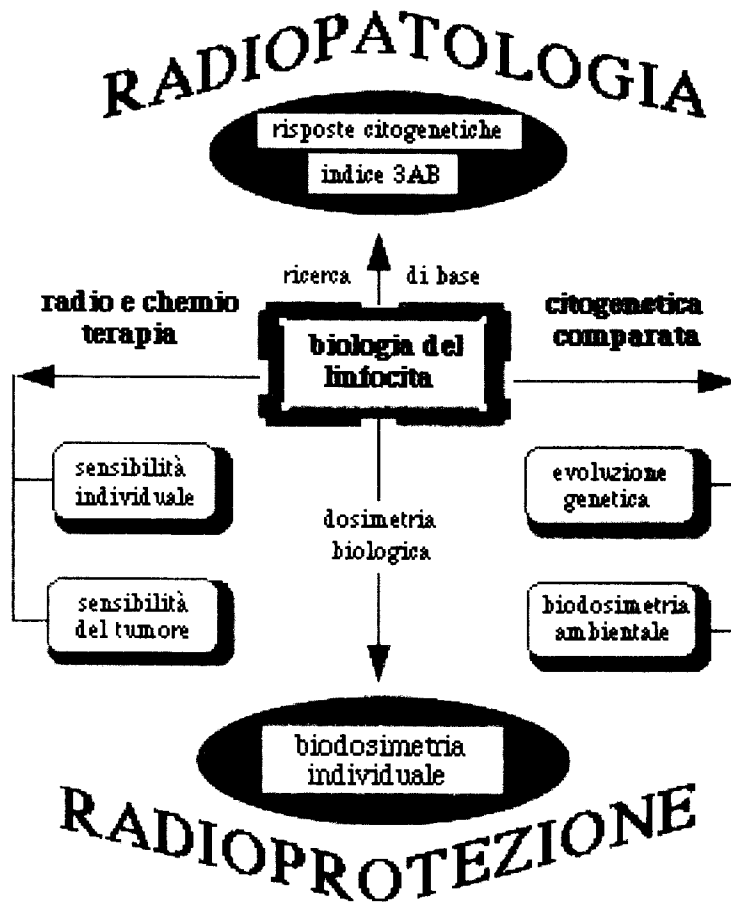 RADIOPATOLOGIA
risposte citogenetiche
indice 3AB
ricerca di base
radio e chemio
terapia
biologia del
linfocita
citogenetica
comparata
sensibilità
individuale
evoluzione
genetica
dosimetria
biologica
sensibilità
del tumore
biodosimetria
ambientale
biodosimetria
individuale
RADIOPROTEZIONE